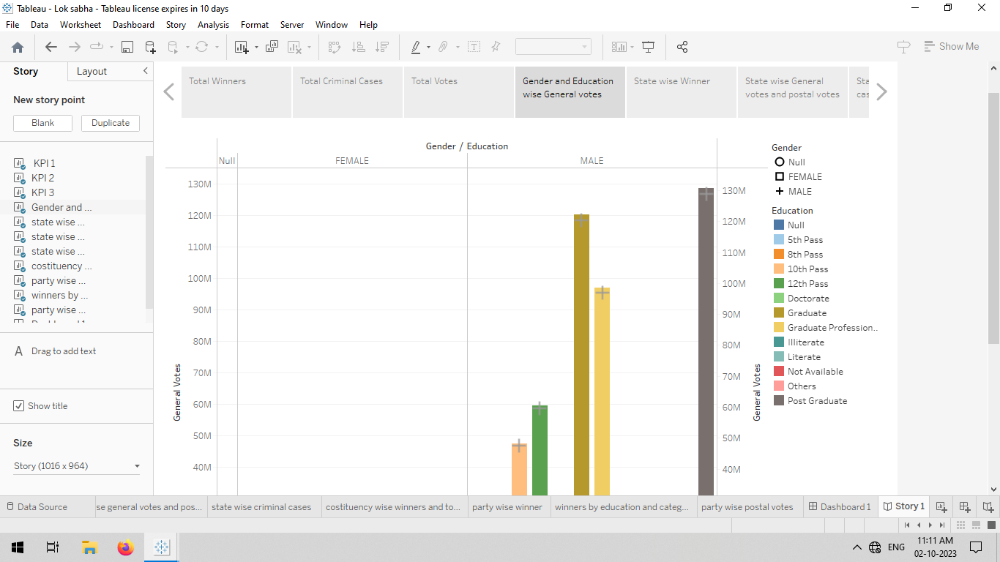 Tableau - Lok sabha - Tableau license expires in 10 days
File Data Worksheet Dashboard Story Analysis Format Server Window Help
Show Me
Story
Layout
New story point
Blank
Duplicate
KPI 1
KPI 2
KPI 3
Gender and ...
state wise ...
state wise ...
state wise ...
costituency ...
party wise ...
winners by ...
party wise ...
A Drag to add text
Show title
Size
Story (1016 x 964)
Total Winners
Total Criminal Cases
Total Votes
Gender and Education
wise General votes
State wise Winner
State wise General
votes and postal votes
Sta
cas
Gender / Education
Null
FEMALE
MALE
130M
120M
110M
100M
90M
80M
70M
60M
50M
40M
General Votes
130M
120M
110M
100M
90M
80M
70M
60M
50M
40M
General Votes
Gender
Null
FEMALE
MALE
Education
Null
5th Pass
8th Pass
10th Pass
12th Pass
Doctorate
Graduate
Graduate Profession..
Illiterate
Literate
Not Available
Others
Post Graduate
Data Source
se general votes and pos...
state wise criminal cases
costituency wise winners and to...
party wise winner
winners by education and categ...
party wise postal votes
Dashboard 1
Story 1
ENG
11:11 AM
02-10-2023